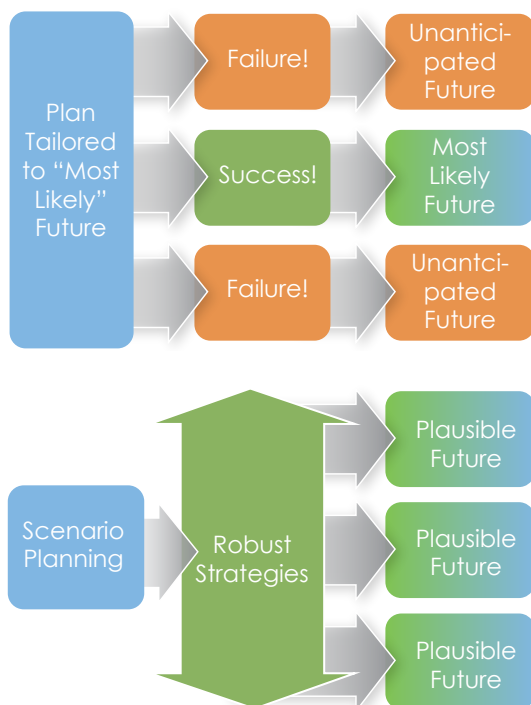 Plan
Tailored
to “Most
Likely”
Future
Failure!
Unantici-
pated
Future
Success!
Most
Likely
Future
Failure!
Unantci-
pated
Future
Scenario
Planning
Robust
Strategies
Plausible
Future
Plausible
Future
Plausible
Future